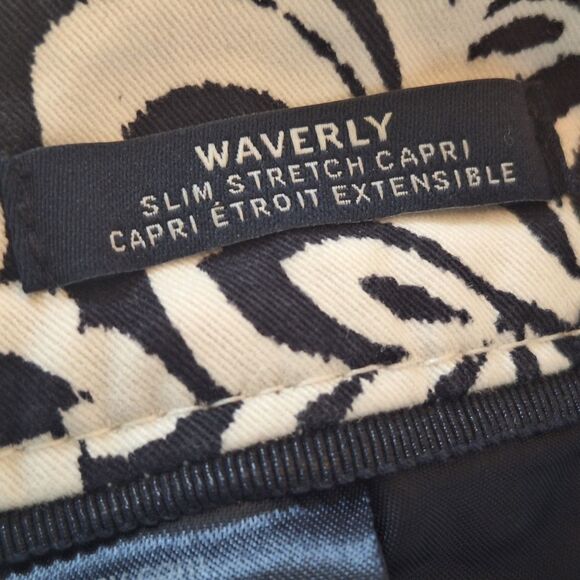 WAVERLY
SLIM STRETCH CAPRI
CAPRI ÉTROIT EXTENSIBLE